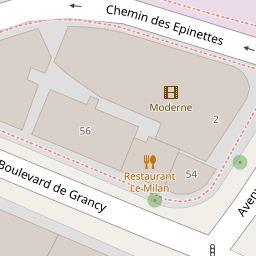 Chemin des Epinettes
Moderne
2
56
Restaurant
Le-Milan
54
Boulevard de Grancy
Aven